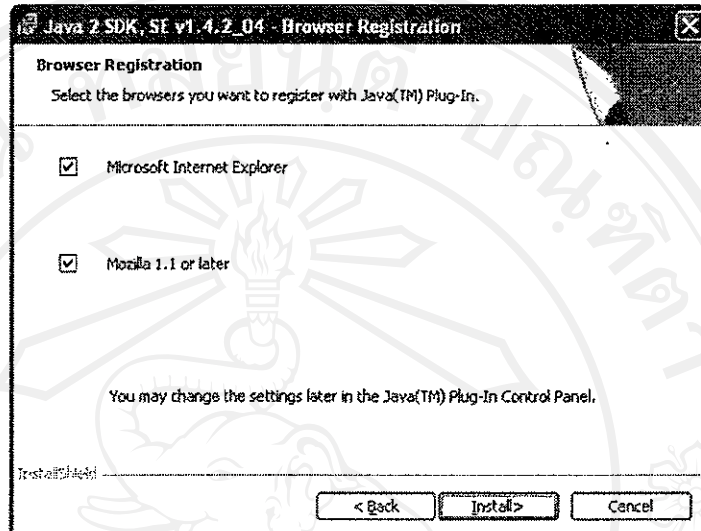 Java 2 SDK, SE v1.4.2_04 - Browser Registration
Browser Registration
Select the browsers you want to register with Java(TM) Plug-In.
Microsoft Internet Explorer
Mozilla 1.1 or later
You may change the settings later in the Java(TM) Plug-In Control Panel.
InstallShield
< Back Install> Cancel